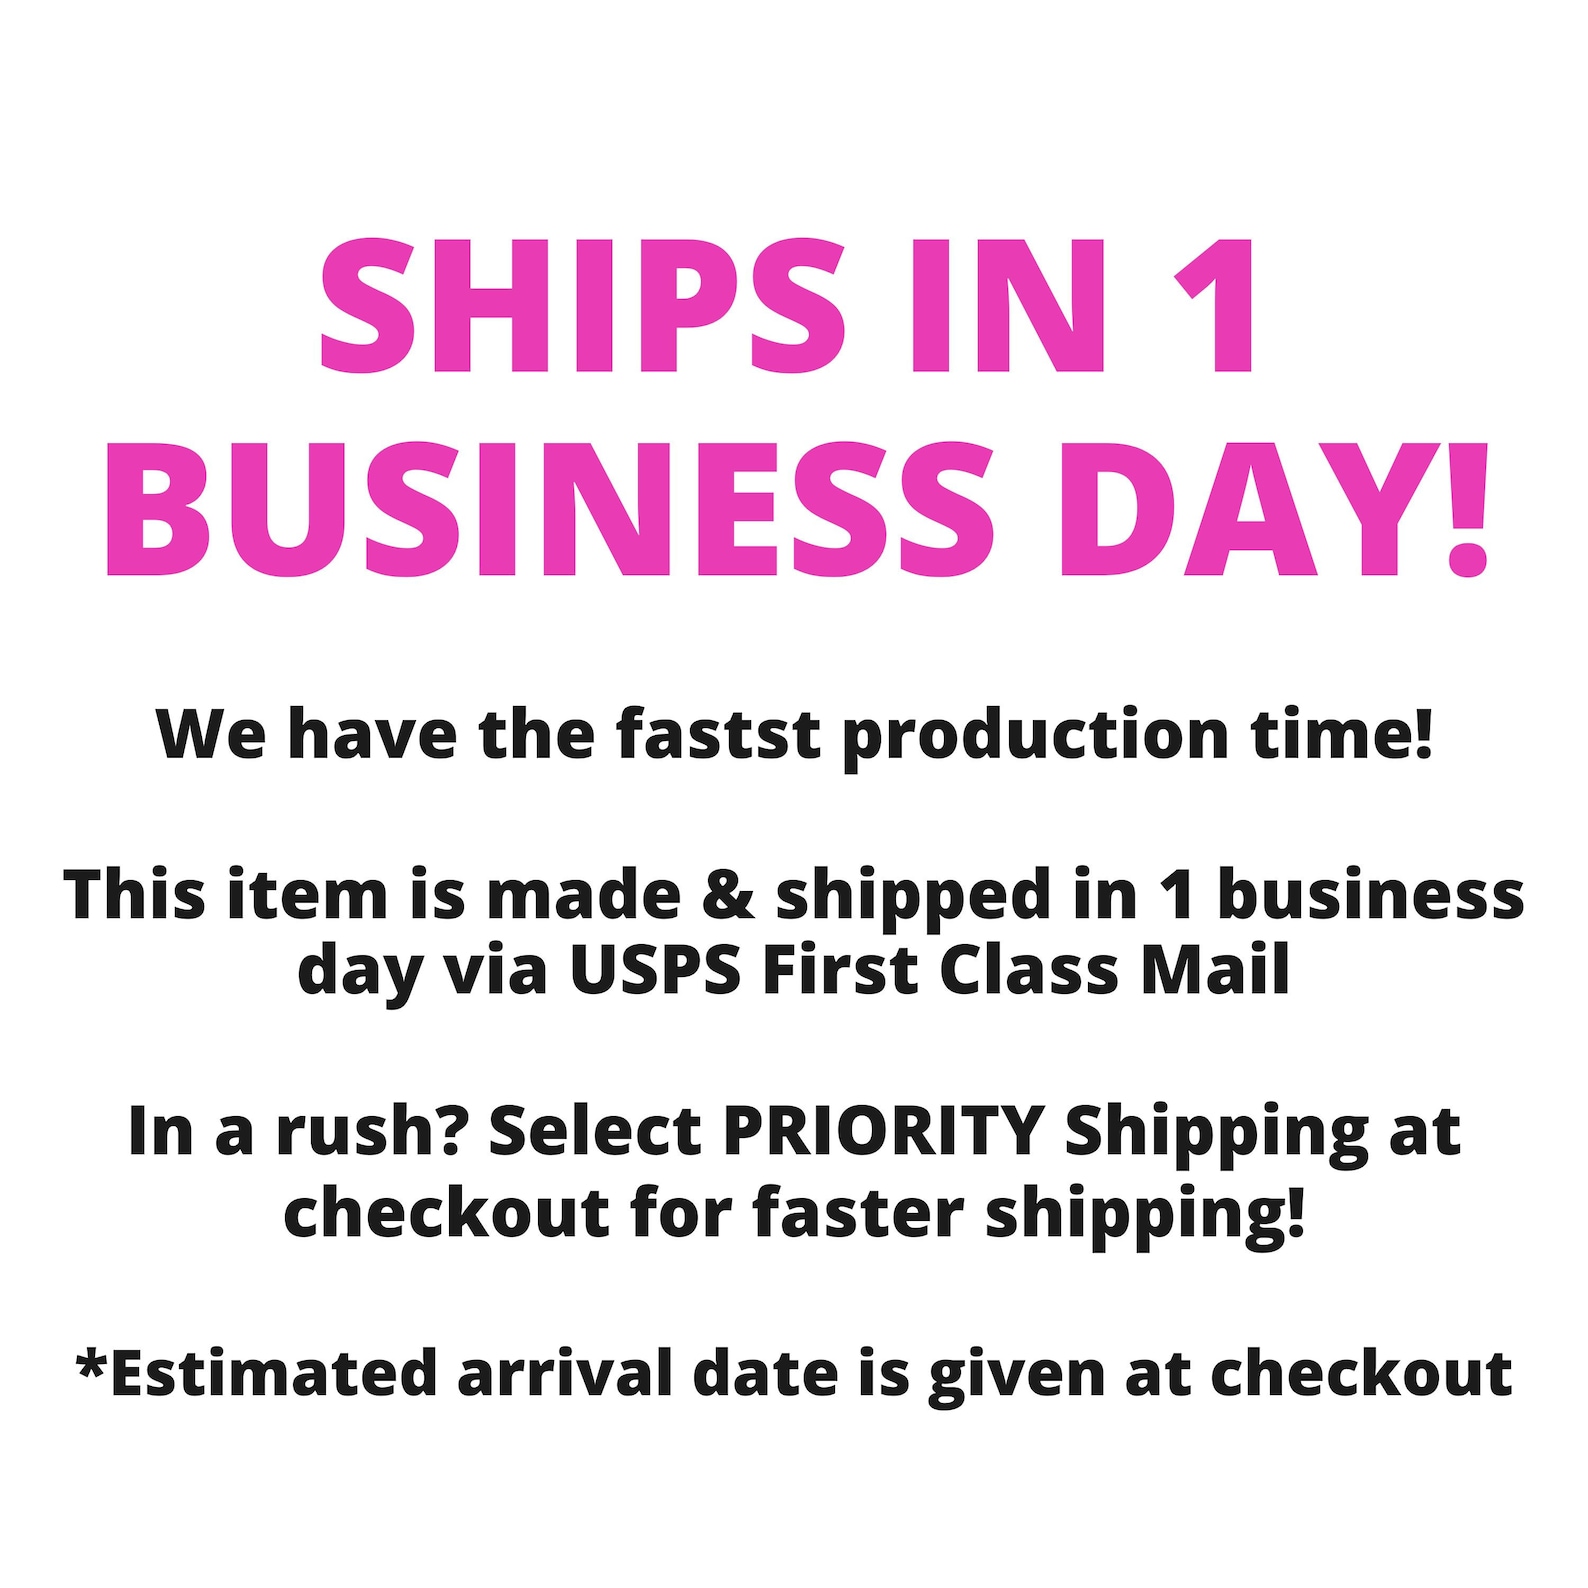 SHIPS IN 1
BUSINESS DAY!
We have the fastst production time!
This item is made & shipped in 1 business
day via USPS First Class Mail
In a rush? Select PRIORITY Shipping at
checkout for faster shipping!
*Estimated arrival date is given at checkout